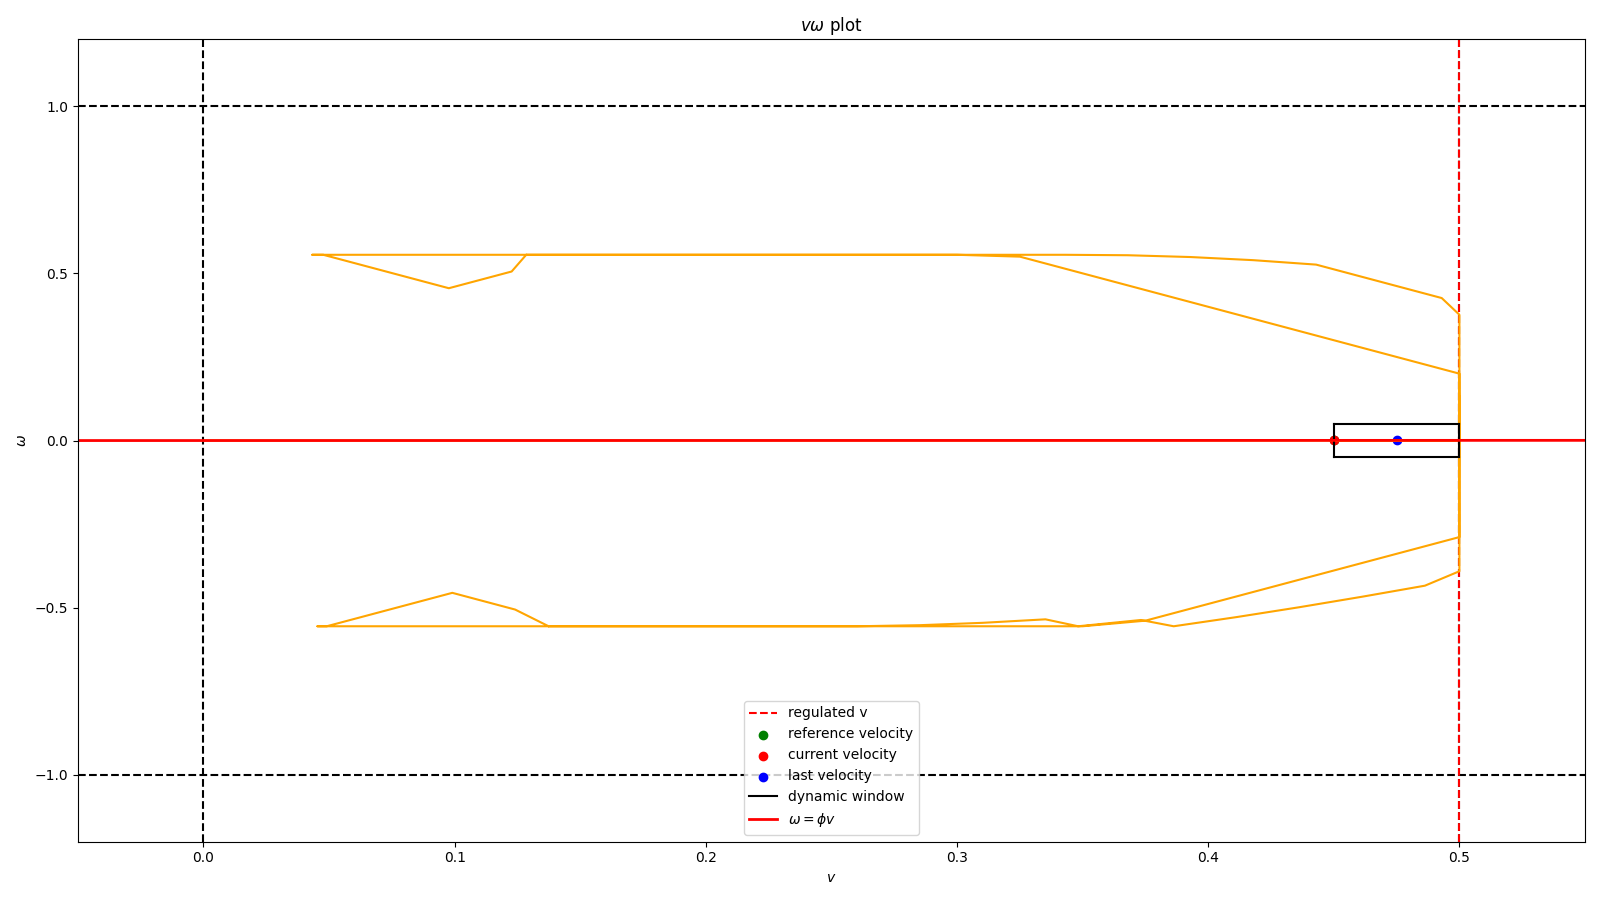 vω plot
1.0
0.5
0.0
−0.5
−1.0
ω
0.0
0.1
0.2
0.3
0.4
0.5
v
regulated v
reference velocity
current velocity
last velocity
dynamic window
ω = ϕv